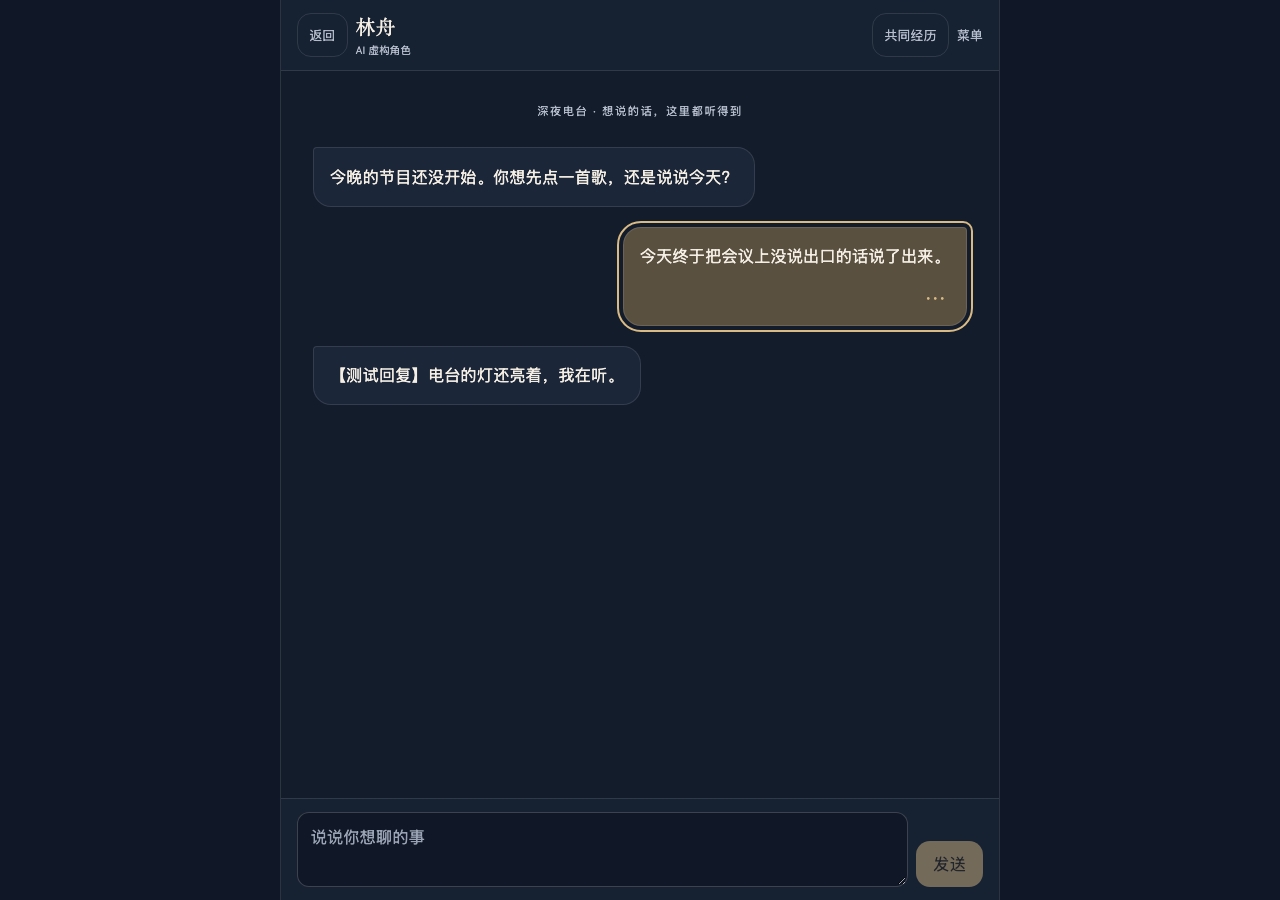 返回
林舟
AI 虚构角色
共同经历
菜单
深夜电台 · 想说的话，这里都听得到
今晚的节目还没开始。你想先点一首歌，还是说说今天？
今天终于把会议上没说出口的话说了出来。
...
【测试回复】电台的灯还亮着，我在听。
说说你想聊的事
发送